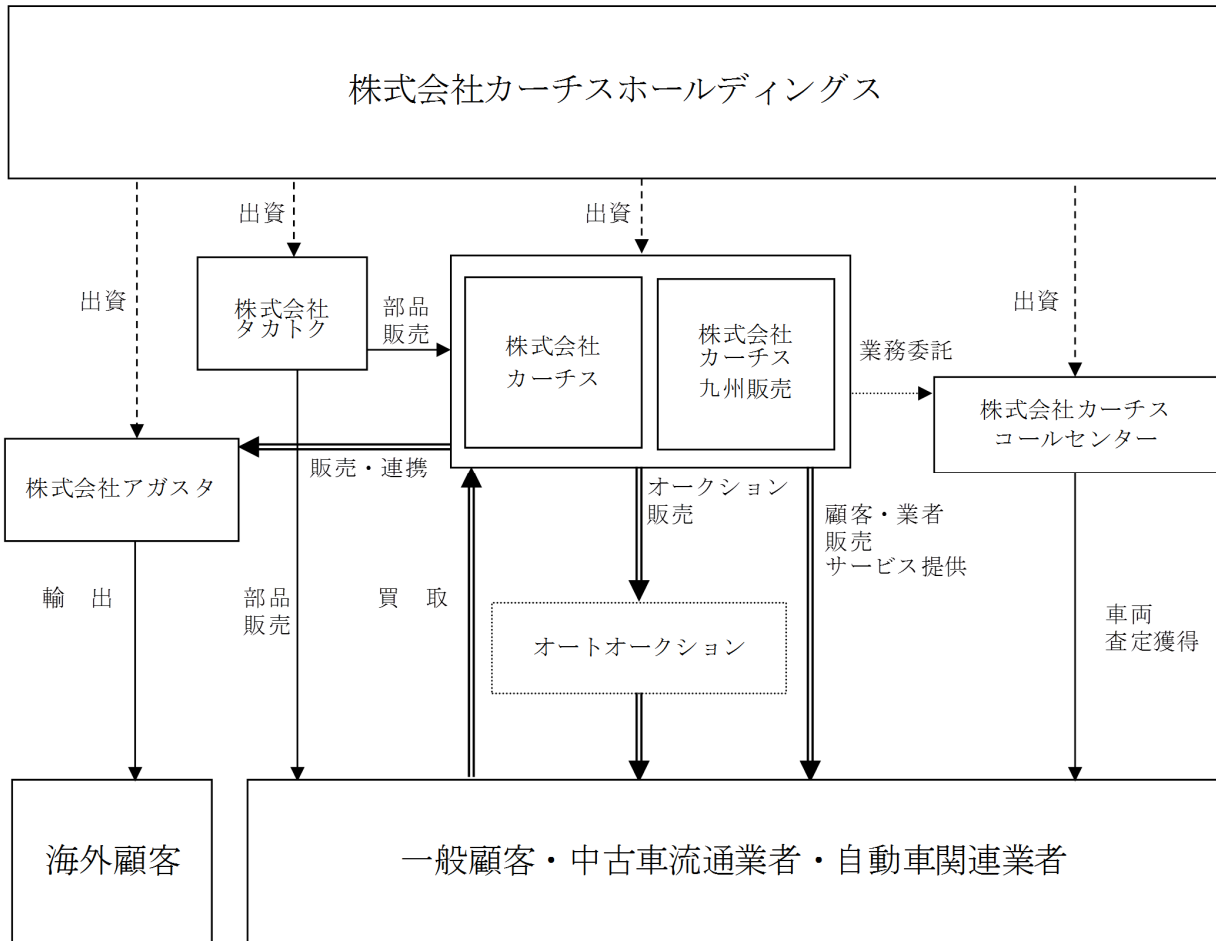 株式会社カーチスホールディングス
出資
出資
出資
出資
株式会社
タカトク
部品
販売
株式会社
カーチス
株式会社
カーチス
九州販売
業務委託
株式会社カーチス
コールセンター
販売・連携
株式会社アガスタ
オークション
販売
顧客・業者
販売
サービス提供
輸　出
部品
販売
買　取
オートオークション
車両
査定獲得
海外顧客
一般顧客・中古車流通業者・自動車関連業者